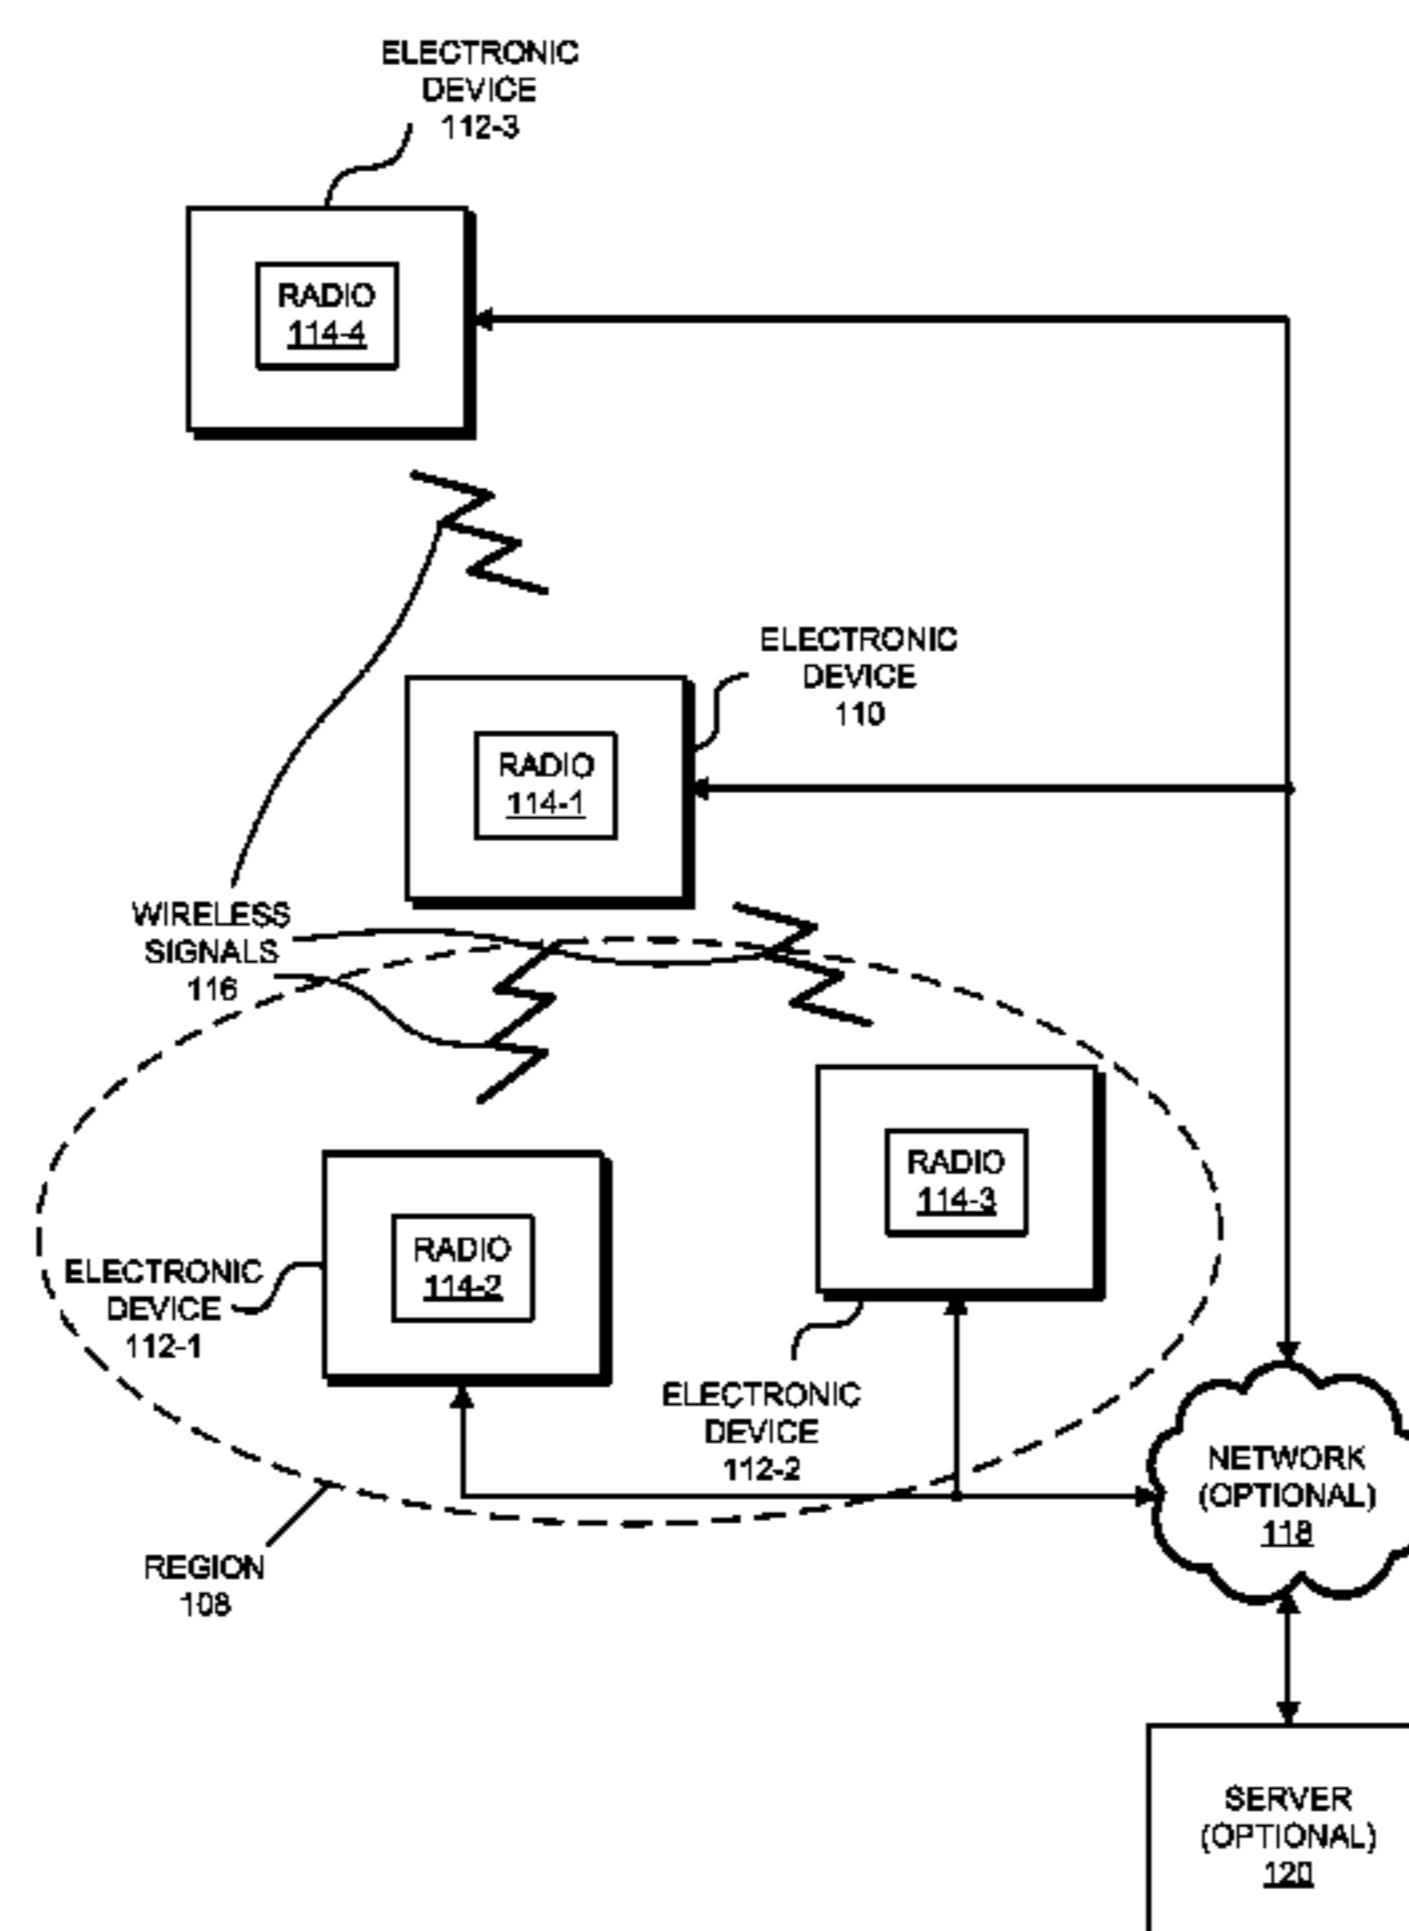 ELECTRONIC
DEVICE
112-3
RADIO
114-4
ELECTRONIC
DEVICE
110
RADIO
114-1
WIRELESS
SIGNALS
116
RADIO
114-3
RADIO
114-2
ELECTRONIC
DEVICE
112-1
ELECTRONIC
DEVICE
112-2
NETWORK
(OPTIONAL)
118
REGION
108
SERVER
(OPTIONAL)
120